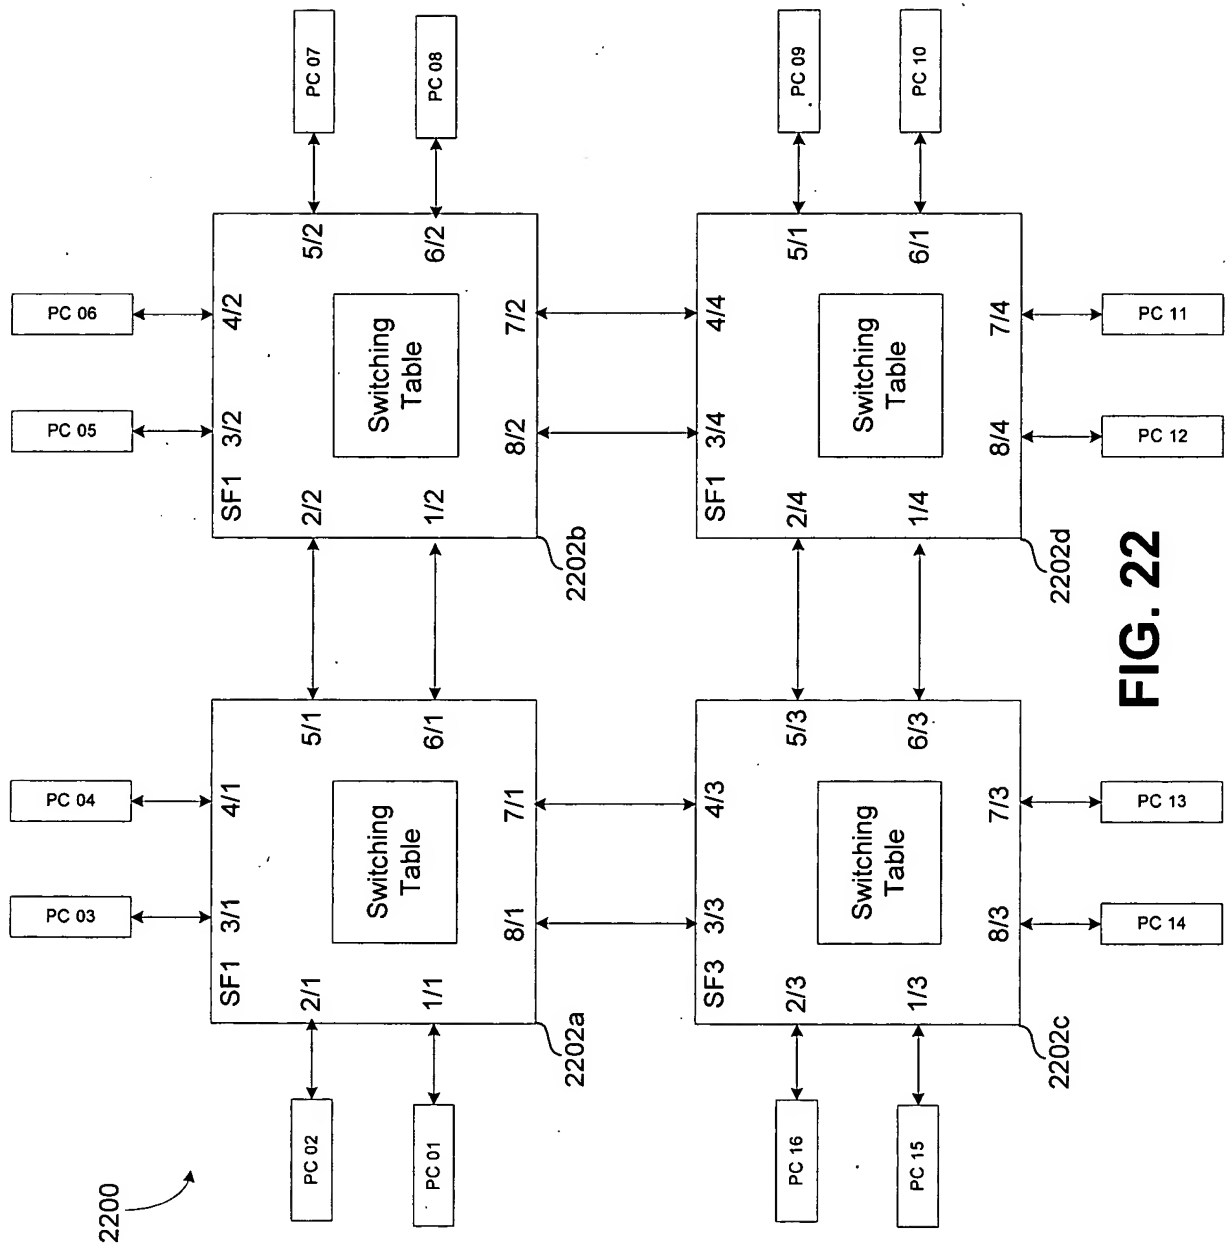 2200
PC 03
PC 04
PC 05
PC 06
PC 02
PC 01
SF1
3/1
4/1
2/1
5/1
1/1
6/1
Switching
Table
8/1
7/1
2202a
SF1
3/2
4/2
2/2
5/2
1/2
6/2
Switching
Table
8/2
7/2
2202b
PC 07
PC 08
PC 16
PC 15
SF3
3/3
4/3
2/3
5/3
1/3
6/3
Switching
Table
8/3
7/3
2202c
SF1
3/4
4/4
2/4
5/1
1/4
6/1
Switching
Table
8/4
7/4
2202d
PC 09
PC 10
PC 14
PC 13
PC 12
PC 11
FIG. 22